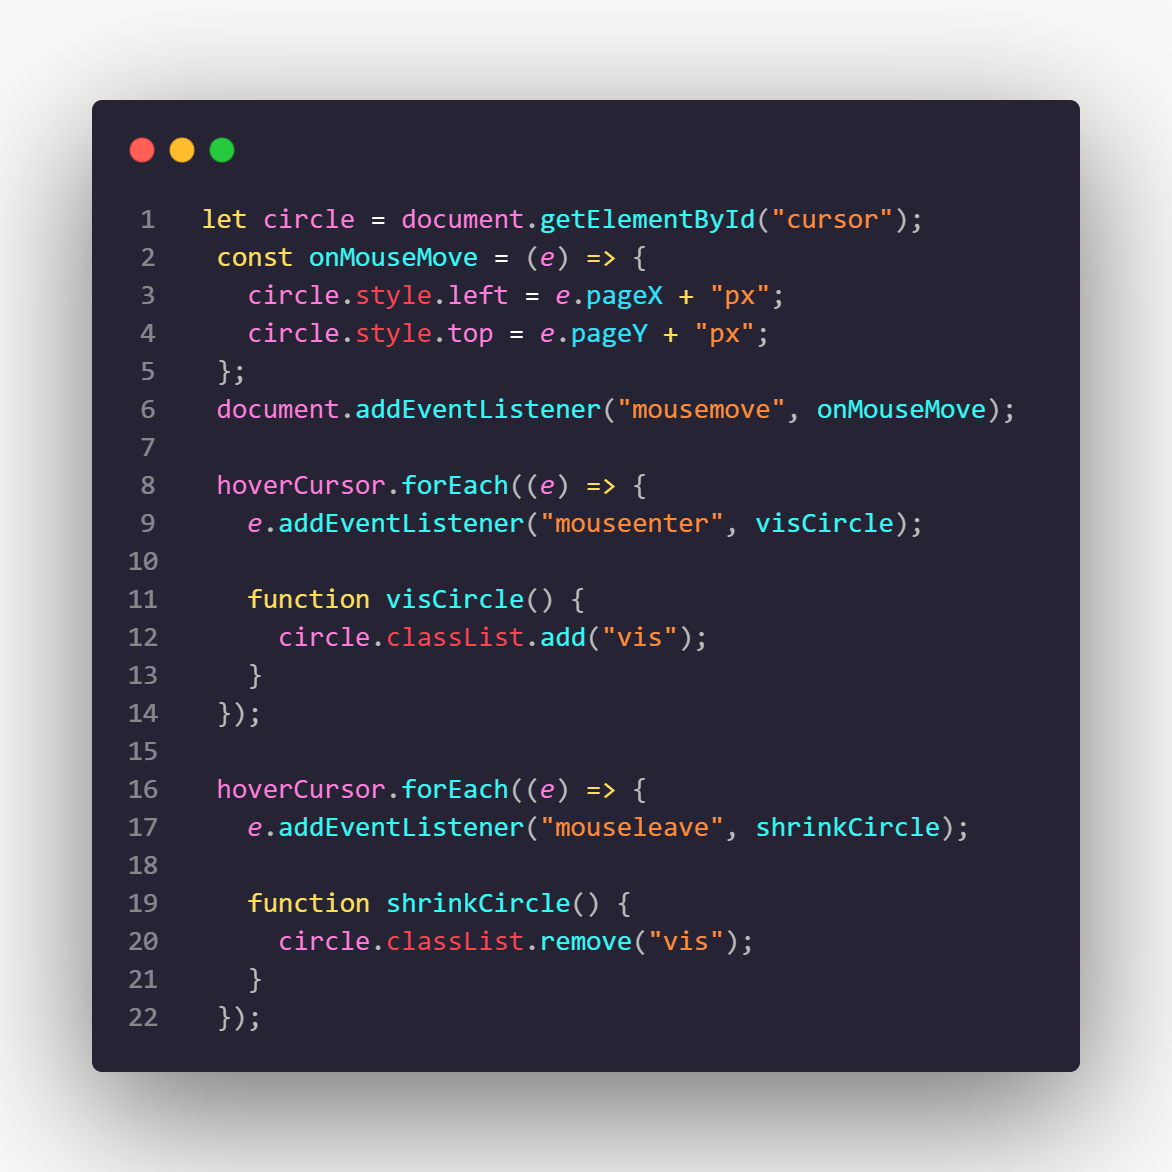 1 let circle = document.getElementById("cursor");
2 const onMouseMove = (e) => {
3 circle.style.left = e.pageX + "px";
4 circle.style.top = e.pageY + "px";
5 };
6 document.addEventListener("mousemove", onMouseMove);
7
8 hoverCursor.forEach((e) => {
9 e.addEventListener("mouseenter", visCircle);
10
11 function visCircle() {
12 circle.classList.add("vis");
13 }
14 });
15
16 hoverCursor.forEach((e) => {
17 e.addEventListener("mouseleave", shrinkCircle);
18
19 function shrinkCircle() {
20 circle.classList.remove("vis");
21 }
22 });